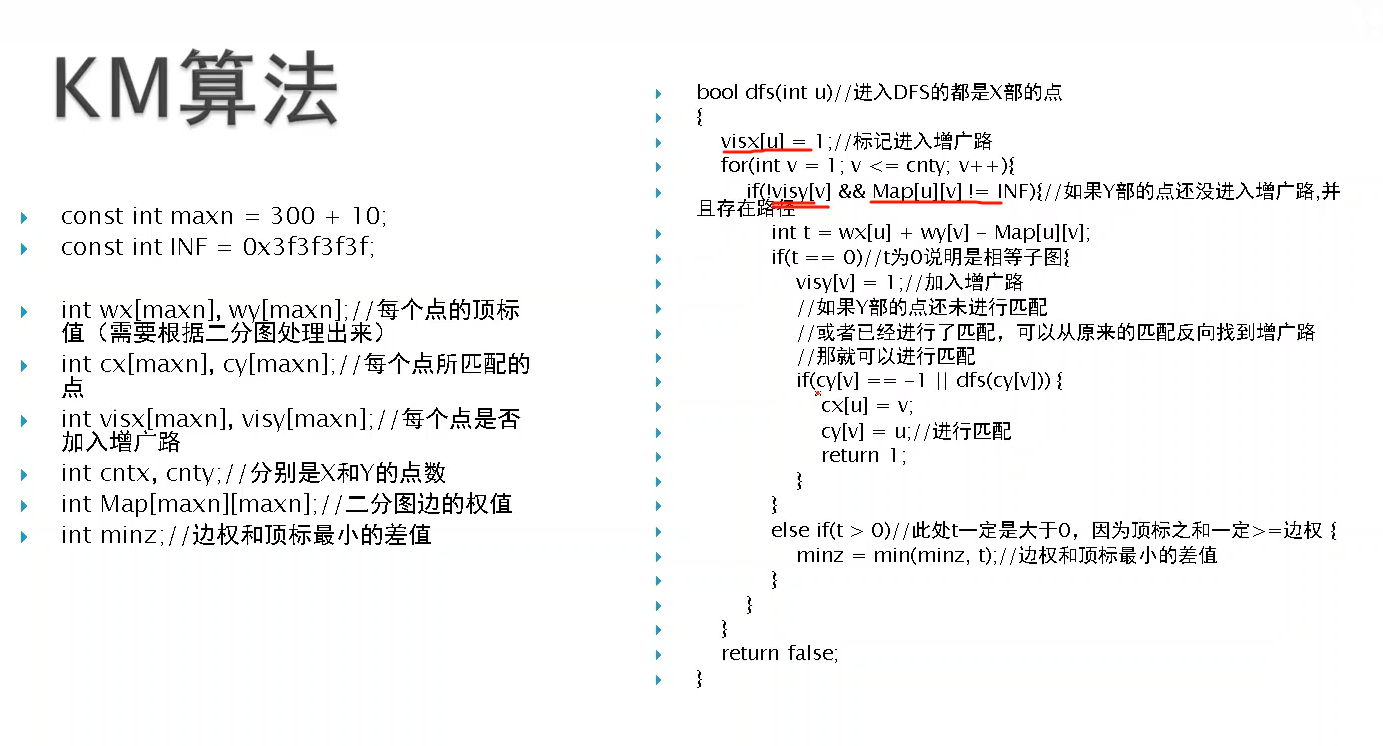 KM算法
const int maxn = 300 + 10;
const int INF = 0x3f3f3f3f;
int wx[maxn], wy[maxn];//每个点的顶标
值（需要根据二分图处理出来）
int cx[maxn], cy[maxn];//每个点所匹配的
点
int visx[maxn], visy[maxn];//每个点是否
加入增广路
int cntx, cnty;//分别是X和Y的点数
int Map[maxn][maxn];//二分图边的权值
int minz;//边权和顶标最小的差值
bool dfs(int u)//进入DFS的都是X部的点
{
visx[u] = 1;//标记进入增广路
for(int v = 1; v <= cnty; v++){
if(!visy[v] && Map[u][v] != INF){//如果Y部的点还没进入增广路,并
且存在路径
int t = wx[u] + wy[v] - Map[u][v];
if(t == 0)//t为0说明是相等子图{
visy[v] = 1;//加入增广路
//如果Y部的点还未进行匹配
//或者已经进行了匹配，可以从原来的匹配反向找到增广路
//那就可以进行匹配
if(cy[v] == -1 || dfs(cy[v])) {
cx[u] = v;
cy[v] = u;//进行匹配
return 1;
}
}
else if(t > 0)//此处t一定是大于0，因为顶标之和一定>=边权 {
minz = min(minz, t);//边权和顶标最小的差值
}
}
}
return false;
}